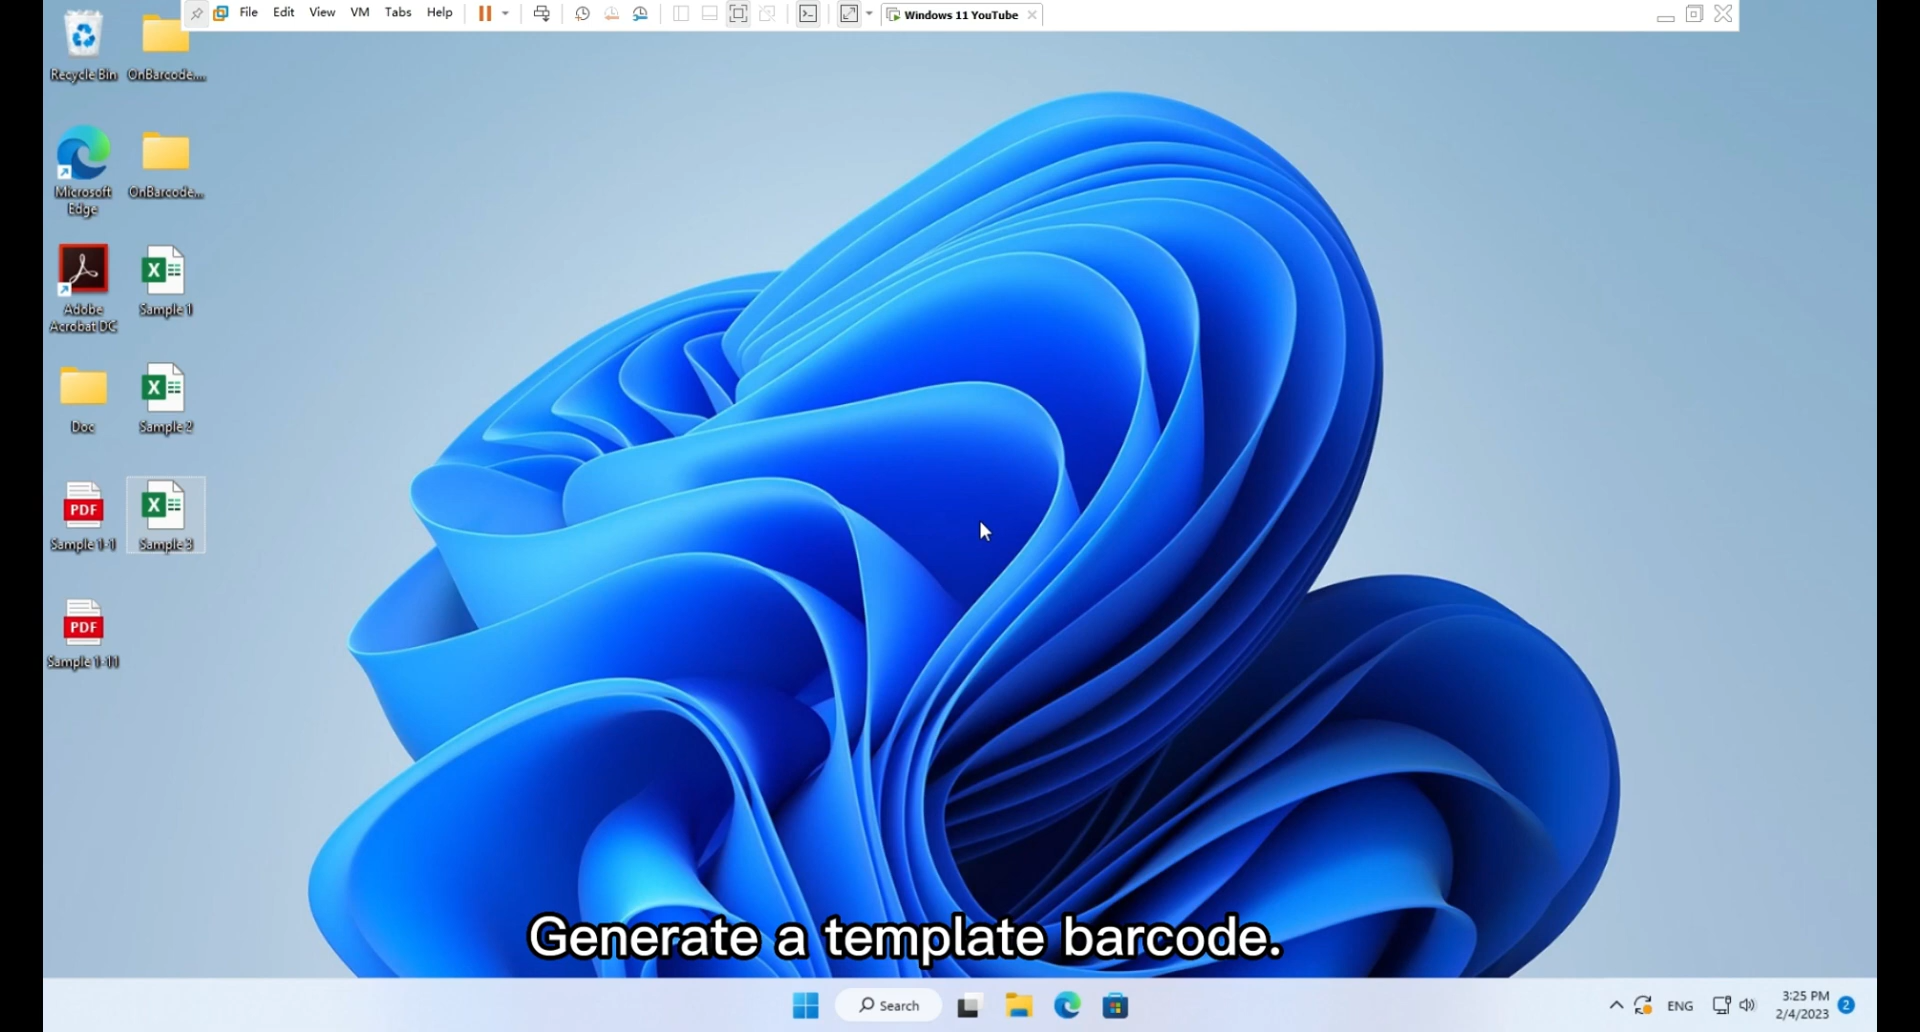 File Edit View VM Tabs Help
Windows 11 YouTube
Recycle Bin
OnBarcode....
Microsoft
Edge
OnBarcode...
Adobe
Acrobat DC
Sample 1
Doc
Sample 2
PDF
Sample 1-1
Sample 3
PDF
Sample 1-11
Generate a template barcode.
Search
ENG
3:25 PM
2/4/2023
2